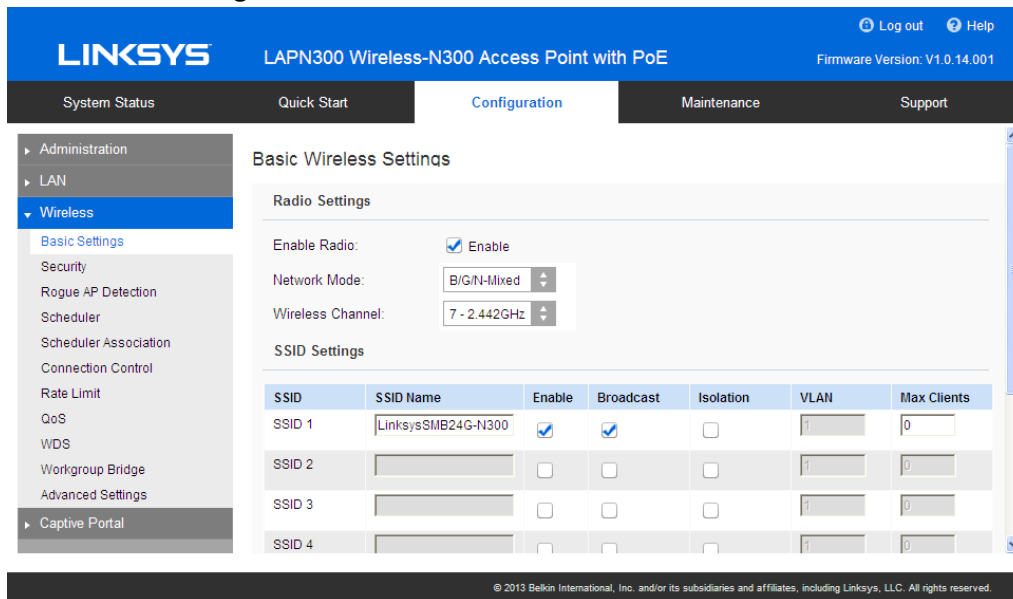 Log out Help
LINKSYS LAPN300 Wireless-N300 Access Point with PoE Firmware Version: V1.0.14.001
System Status Quick Start Configuration Maintenance Support
Administration
LAN
Wireless
Basic Settings
Security
Rogue AP Detection
Scheduler
Scheduler Association
Connection Control
Rate Limit
QoS
WDS
Workgroup Bridge
Advanced Settings
Captive Portal
Basic Wireless Settings
Radio Settings
Enable Radio: Enable
Network Mode: B/G/N-Mixed
Wireless Channel: 7 - 2.442GHz
SSID Settings
SSID SSID Name Enable Broadcast Isolation VLAN Max Clients
SSID 1 LinksysSMB24G-N300 1 0
SSID 2 1 0
SSID 3 1 0
SSID 4 1 0
© 2013 Belkin International, Inc. and/or its subsidiaries and affiliates, including Linksys, LLC. All rights reserved.